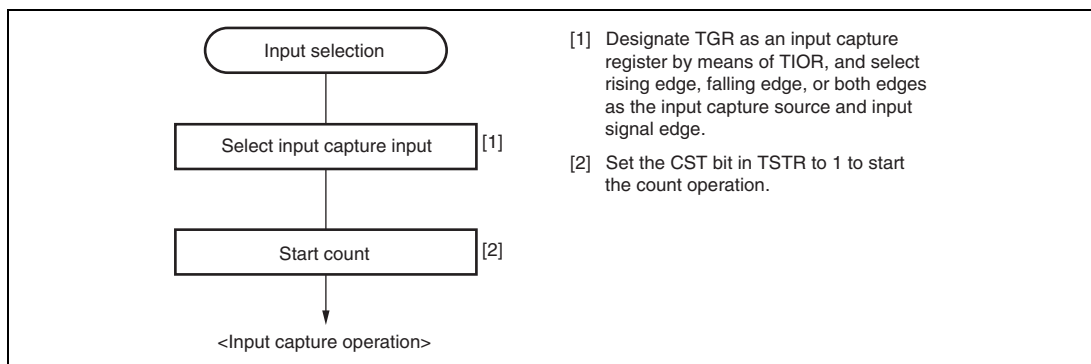 Input selection
Select input capture input
[1]
Start count
[2]
<Input capture operation>
[1] Designate TGR as an input capture
register by means of TIOR, and select
rising edge, falling edge, or both edges
as the input capture source and input
signal edge.
[2] Set the CST bit in TSTR to 1 to start
the count operation.